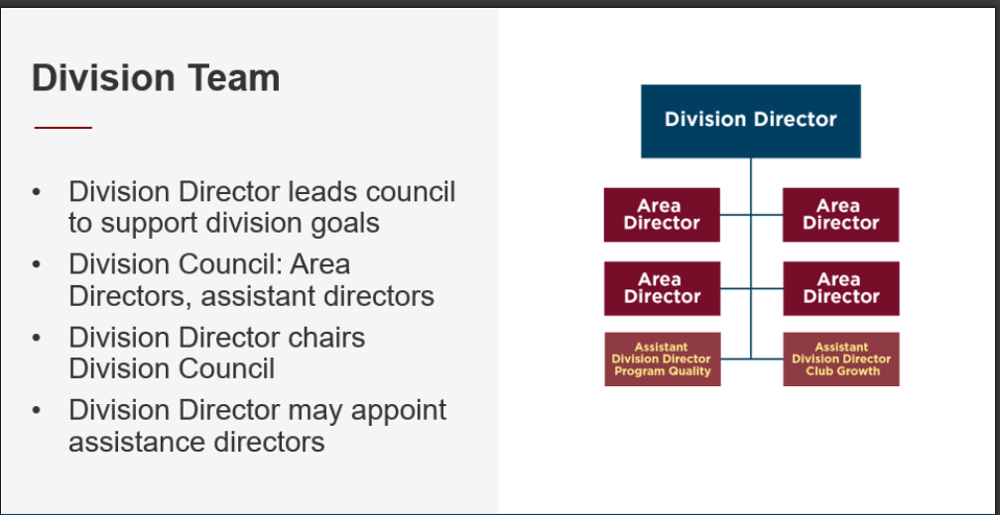 Division Team
• Division Director leads council
to support division goals
• Division Council: Area
Directors, assistant directors
• Division Director chairs
Division Council
• Division Director may appoint
assistance directors
Division Director
Area
Director
Area
Director
Area
Director
Area
Director
Assistant
Division Director
Program Quality
Assistant
Division Director
Club Growth